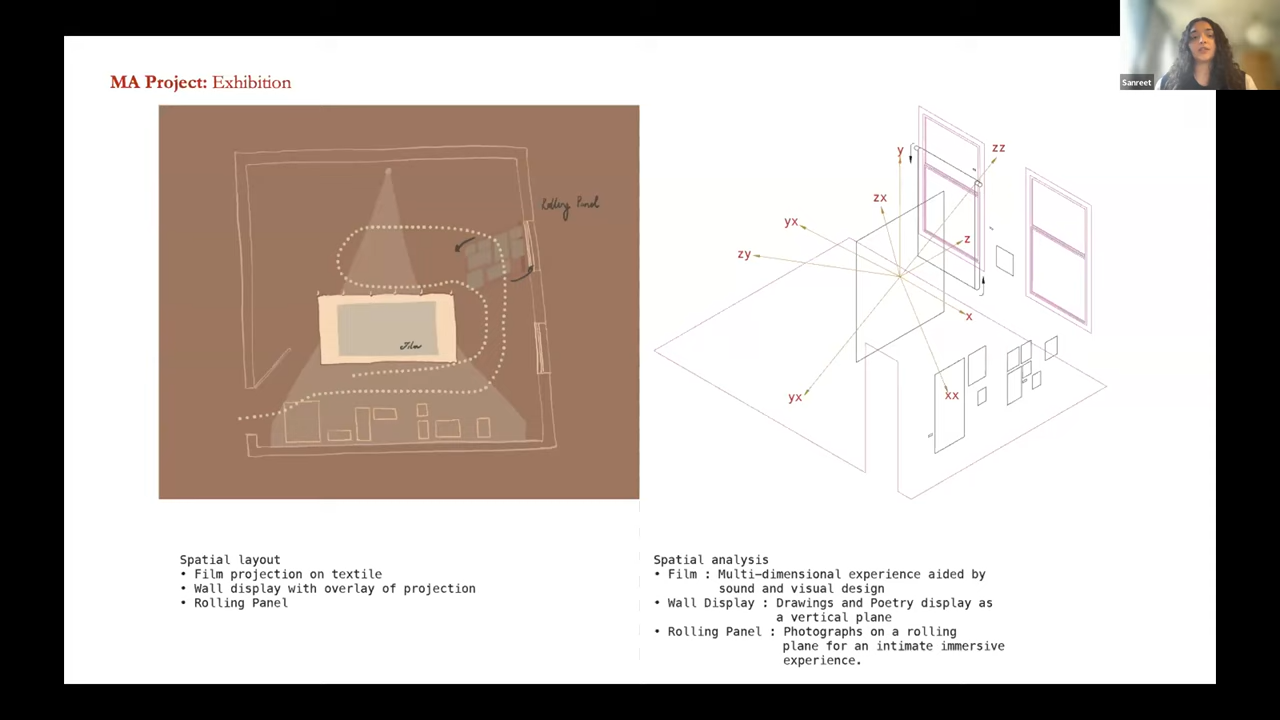 MA Project: Exhibition
Sanreet
Rolling Panel
Film
y
zz
zx
yx
z
zy
x
yx
xx
Spatial layout
• Film projection on textile
• Wall display with overlay of projection
• Rolling Panel
Spatial analysis
• Film : Multi-dimensional experience aided by
sound and visual design
• Wall Display : Drawings and Poetry display as
a vertical plane
• Rolling Panel : Photographs on a rolling
plane for an intimate immersive
experience.